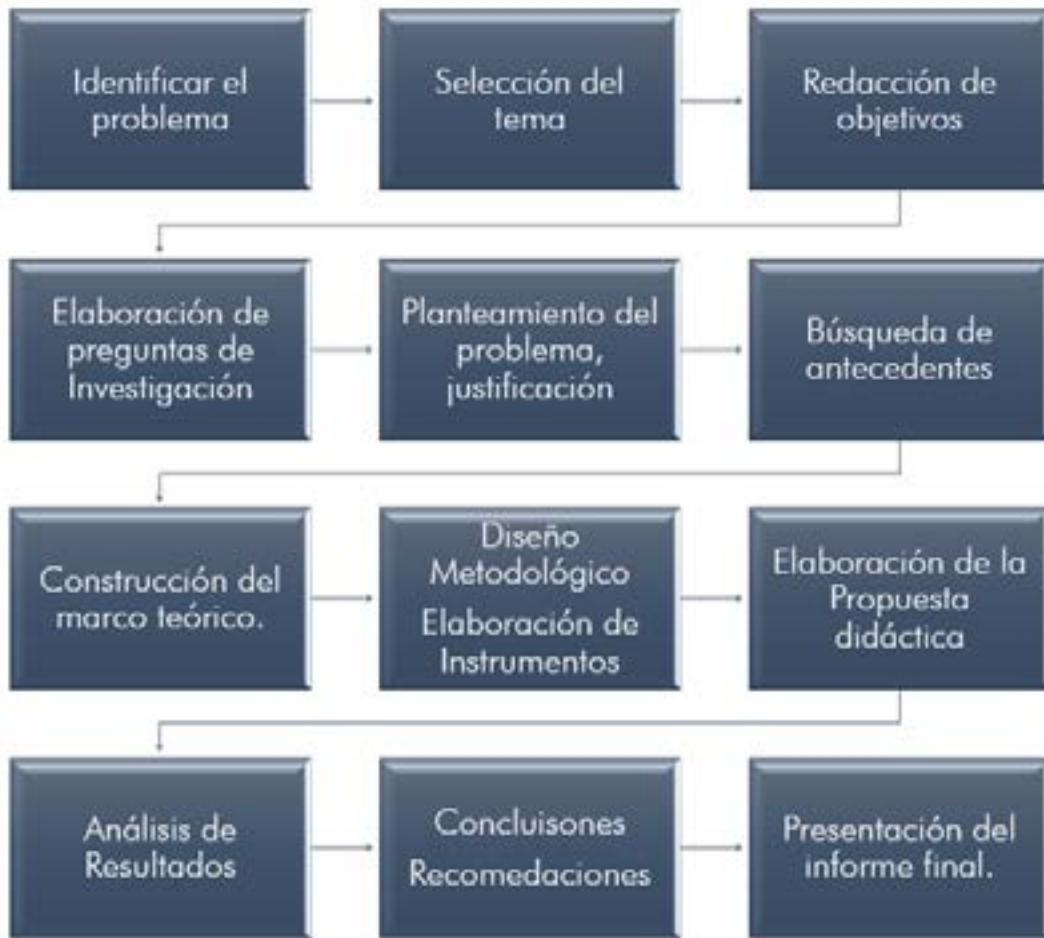 Identificar el
problema
Selección del
tema
Redacción de
objetivos
Elaboración de
preguntas de
Investigación
Planteamiento del
problema,
justificación
Búsqueda de
antecedentes
Construcción del
marco teórico.
Diseño
Metodológico
Elaboración de
Instrumentos
Elaboración de la
Propuesta
didáctica
Análisis de
Resultados
Concluisones
Recomedaciones
Presentación del
informe final.